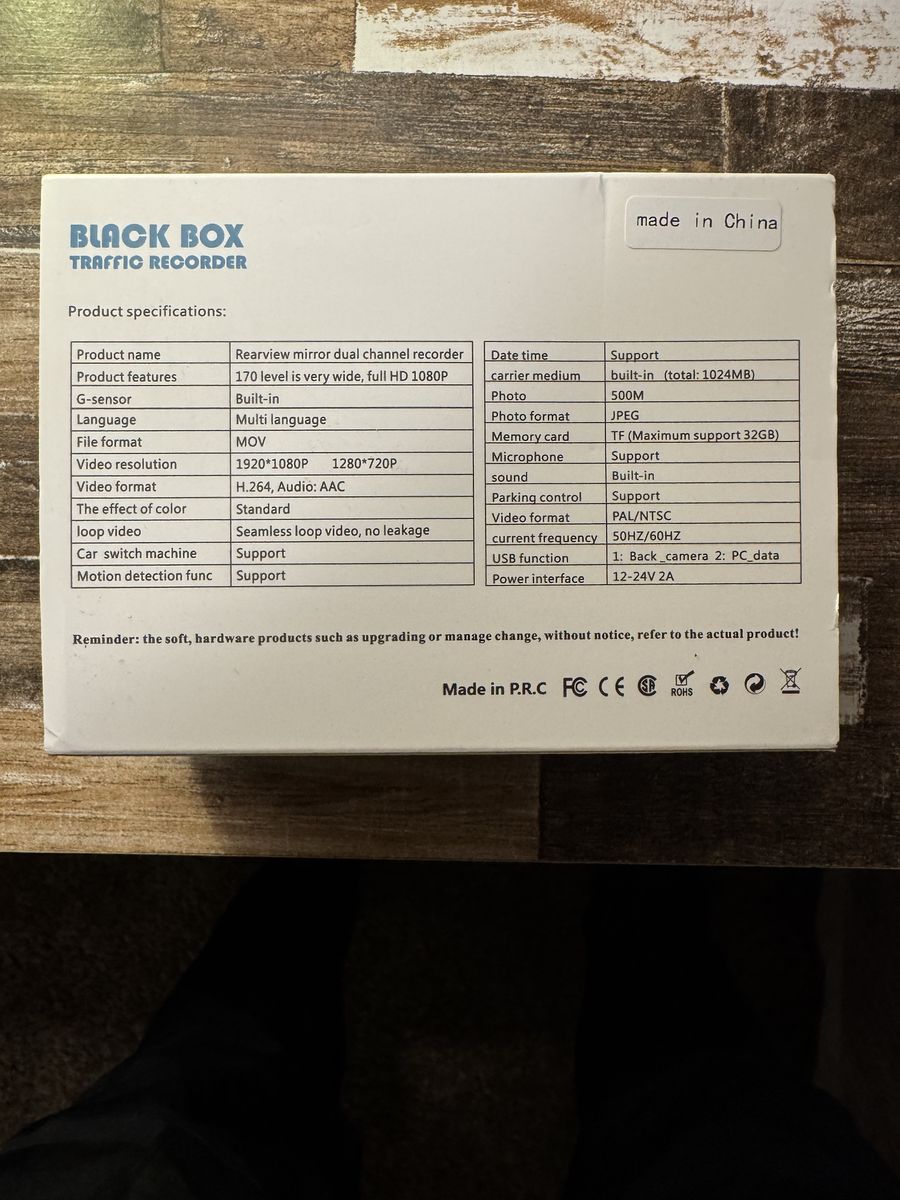 BLACK BOX
TRAFFIC RECORDER
made in China
Product specifications:
Product name Rearview mirror dual channel recorder
Product features 170 level is very wide, full HD 1080P
G-sensor Built-in
Language Multi language
File format MOV
Video resolution 1920*1080P 1280*720P
Video format H.264, Audio: AAC
The effect of color Standard
loop video Seamless loop video, no leakage
Car switch machine Support
Motion detection func Support
Date time Support
carrier medium built-in (total: 1024MB)
Photo 500M
Photo format JPEG
Memory card TF (Maximum support 32GB)
Microphone Support
sound Built-in
Parking control Support
Video format PAL/NTSC
current frequency 50HZ/60HZ
USB function 1: Back_camera 2: PC_data
Power interface 12-24V 2A
Reminder: the soft, hardware products such as upgrading or manage change, without notice, refer to the actual product!
Made in P.R.C FC CE SA ROHS